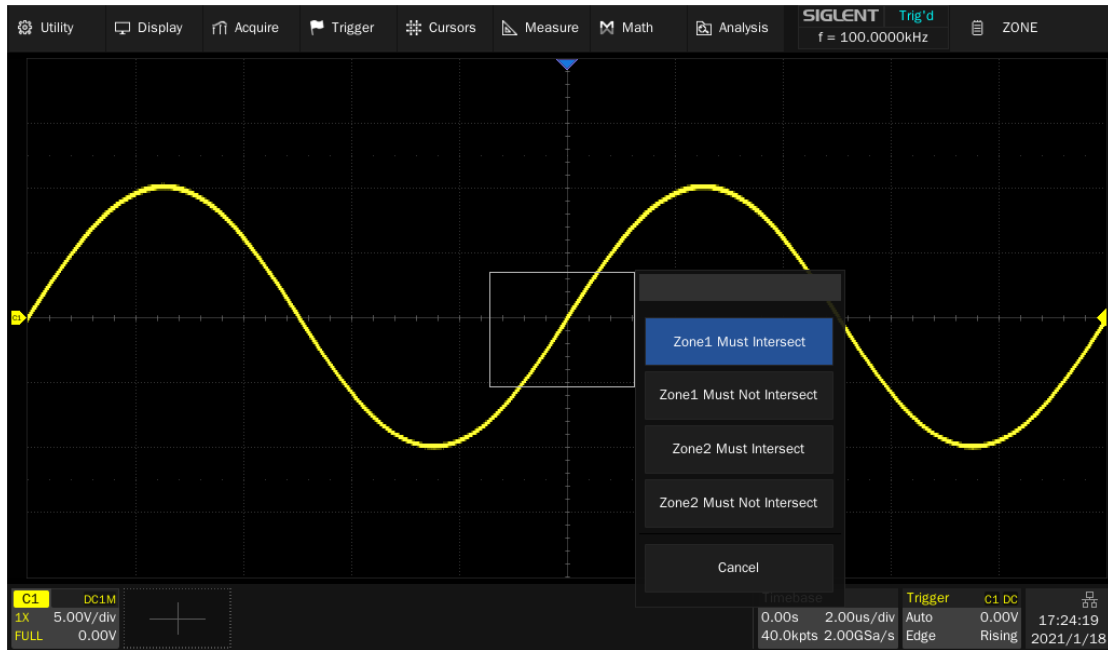 Utility Display Acquire Trigger Cursors Measure Math Analysis SIGLENT Trig'd ZONE
f = 100.0000kHz
C1
Zone1 Must Intersect
Zone1 Must Not Intersect
Zone2 Must Intersect
Zone2 Must Not Intersect
Cancel
C1 DC1M Timebase Trigger C1 DC
1X 5.00V/div 0.00s 2.00us/div Auto 0.00V 17:24:19
FULL 0.00V 40.0kpts 2.00GSa/s Edge Rising 2021/1/18